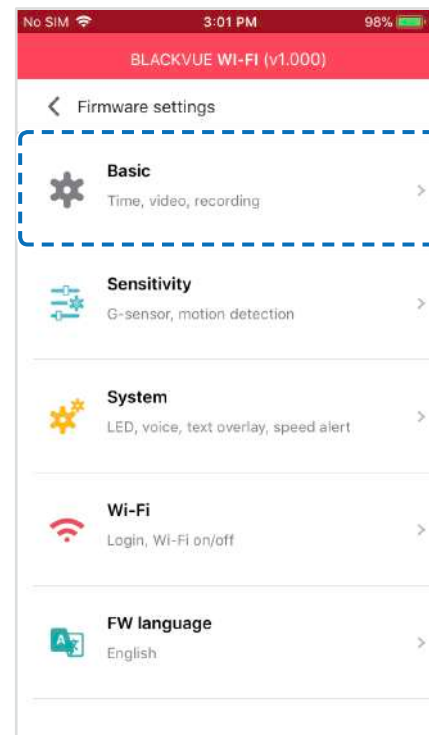 No SIM 3:01 PM 98%
BLACKVUE WI-FI (v1.000)
Firmware settings
Basic
Time, video, recording
Sensitivity
G-sensor, motion detection
System
LED, voice, text overlay, speed alert
Wi-Fi
Login, Wi-Fi on/off
FW language
English